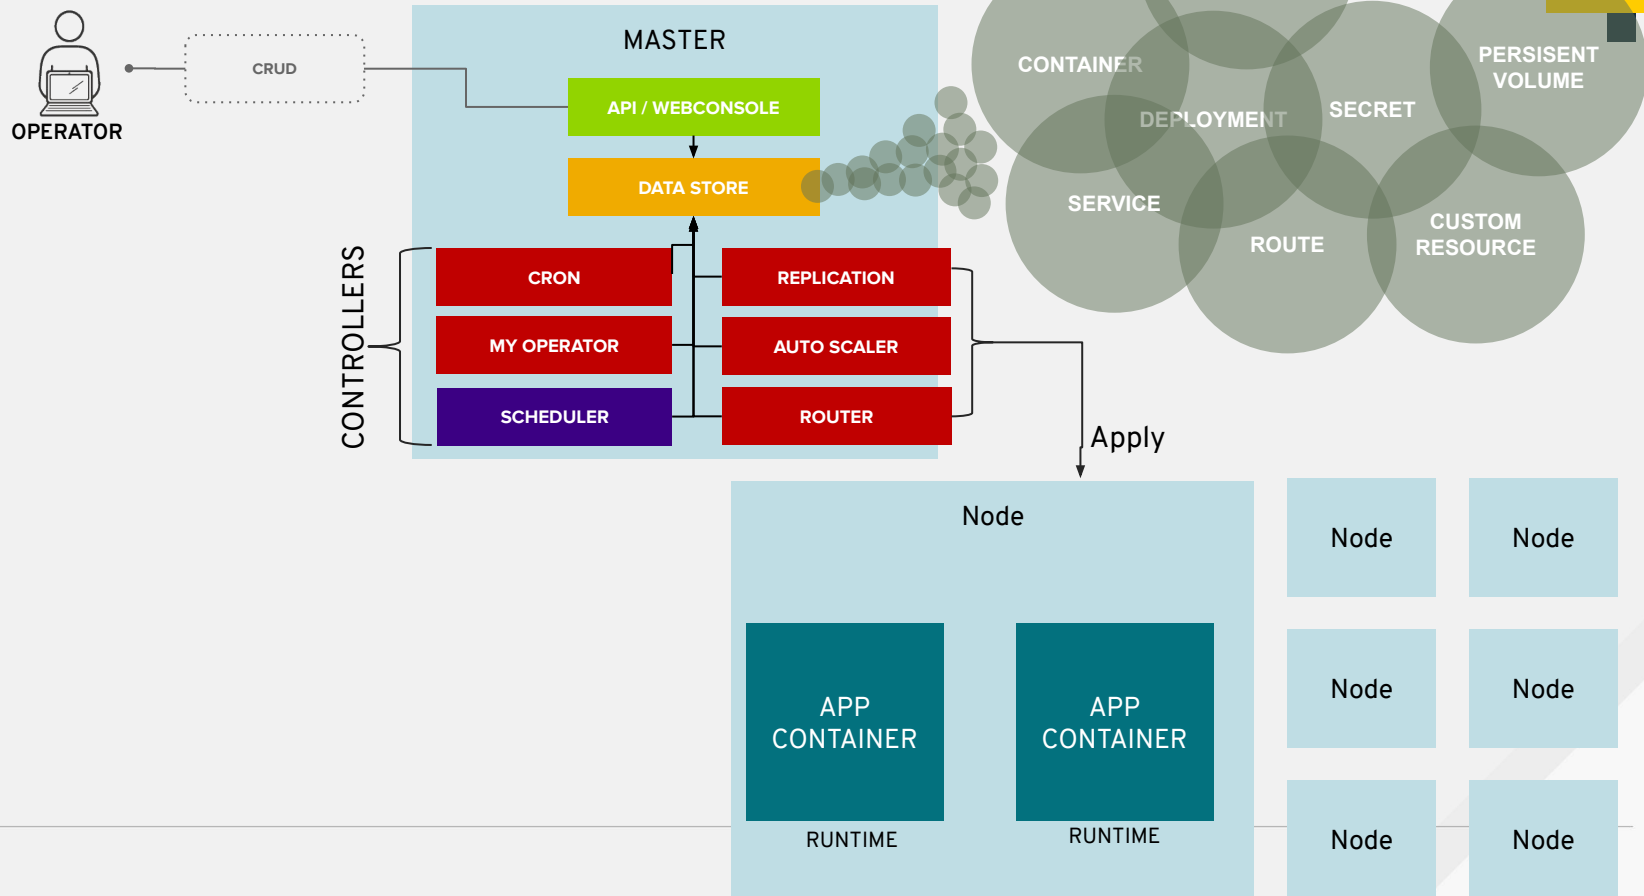 OPERATOR
CRUD
MASTER
API / WEBCONSOLE
DATA STORE
CONTROLLERS
CRON
REPLICATION
MY OPERATOR
AUTO SCALER
SCHEDULER
ROUTER
CONTAINER
DEPLOYMENT
SECRET
PERSISENT
VOLUME
SERVICE
ROUTE
CUSTOM
RESOURCE
Apply
Node
APP
CONTAINER
RUNTIME
APP
CONTAINER
RUNTIME
Node
Node
Node
Node
Node
Node